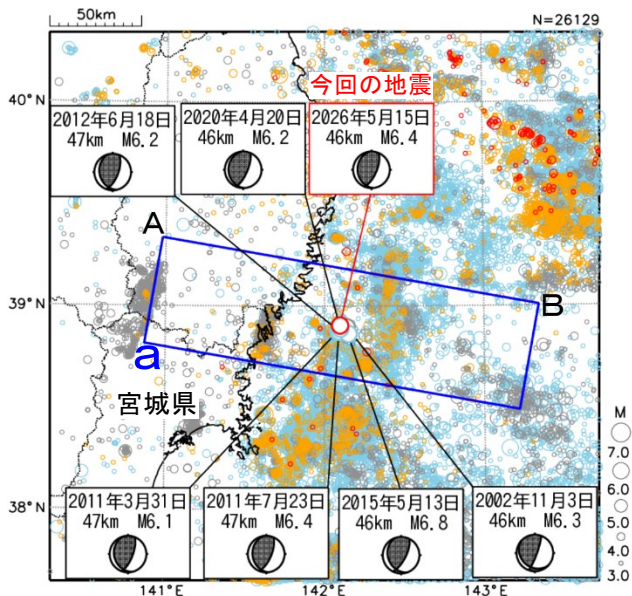 50km
N=26129
40°N
今回の地震
2012年6月18日
47km M6.2
2020年4月20日
46km M6.2
2026年5月15日
46km M6.4
A
39°N
B
a
宮城県
M
7.0
6.0
5.0
4.0
3.0
38°N
2011年3月31日
47km M6.1
2011年7月23日
47km M6.4
2015年5月13日
46km M6.8
2002年11月3日
46km M6.3
141°E
142°E
143°E